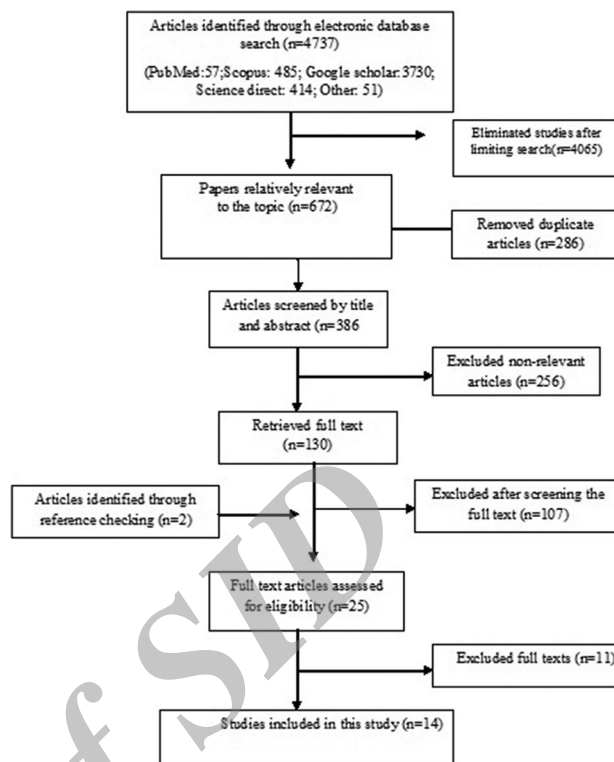 Articles identified through electronic database
search (n=4737)
(PubMed:57;Scopus: 485; Google scholar:3730;
Science direct: 414; Other: 51)
Eliminated studies after
limiting search(n=4065)
Papers relatively relevant
to the topic (n=672)
Removed duplicate
articles (n=286)
Articles screened by title
and abstract (n=386
Excluded non-relevant
articles (n=256)
Retrieved full text
(n=130)
Articles identified through
reference checking (n=2)
Excluded after screening the
full text (n=107)
Full text articles assessed
for eligibility (n=25)
Excluded full texts (n=11)
Studies included in this study (n=14)
of SID